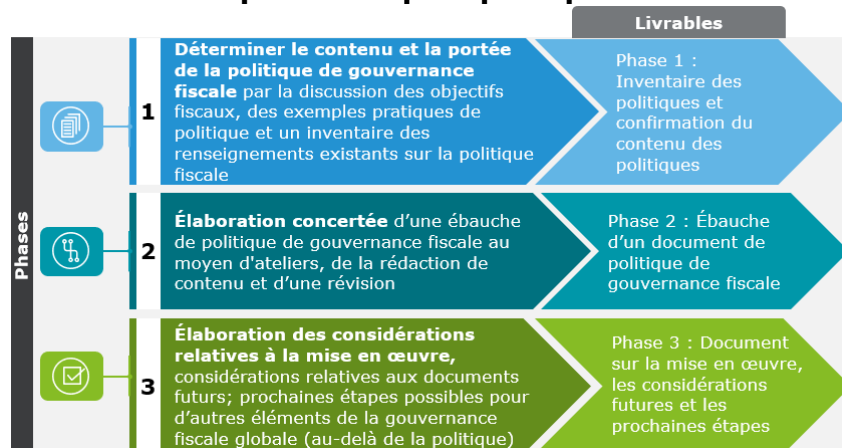 Livrables
Phases
1
Déterminer le contenu et la portée
de la politique de gouvernance
fiscale par la discussion des objectifs
fiscaux, des exemples pratiques de
politique et un inventaire des
renseignements existants sur la politique
fiscale
Phase 1 :
Inventaire des
politiques et
confirmation du
contenu des
politiques
2
Élaboration concertée d’une ébauche
de politique de gouvernance fiscale au
moyen d'ateliers, de la rédaction de
contenu et d’une révision
Phase 2 : Ébauche
d’un document de
politique de
gouvernance fiscale
3
Élaboration des considérations
relatives à la mise en œuvre,
considérations relatives aux documents
futurs; prochaines étapes possibles pour
d’autres éléments de la gouvernance
fiscale globale (au-delà de la politique)
Phase 3 : Document
sur la mise en œuvre,
les considérations
futures et les
prochaines étapes